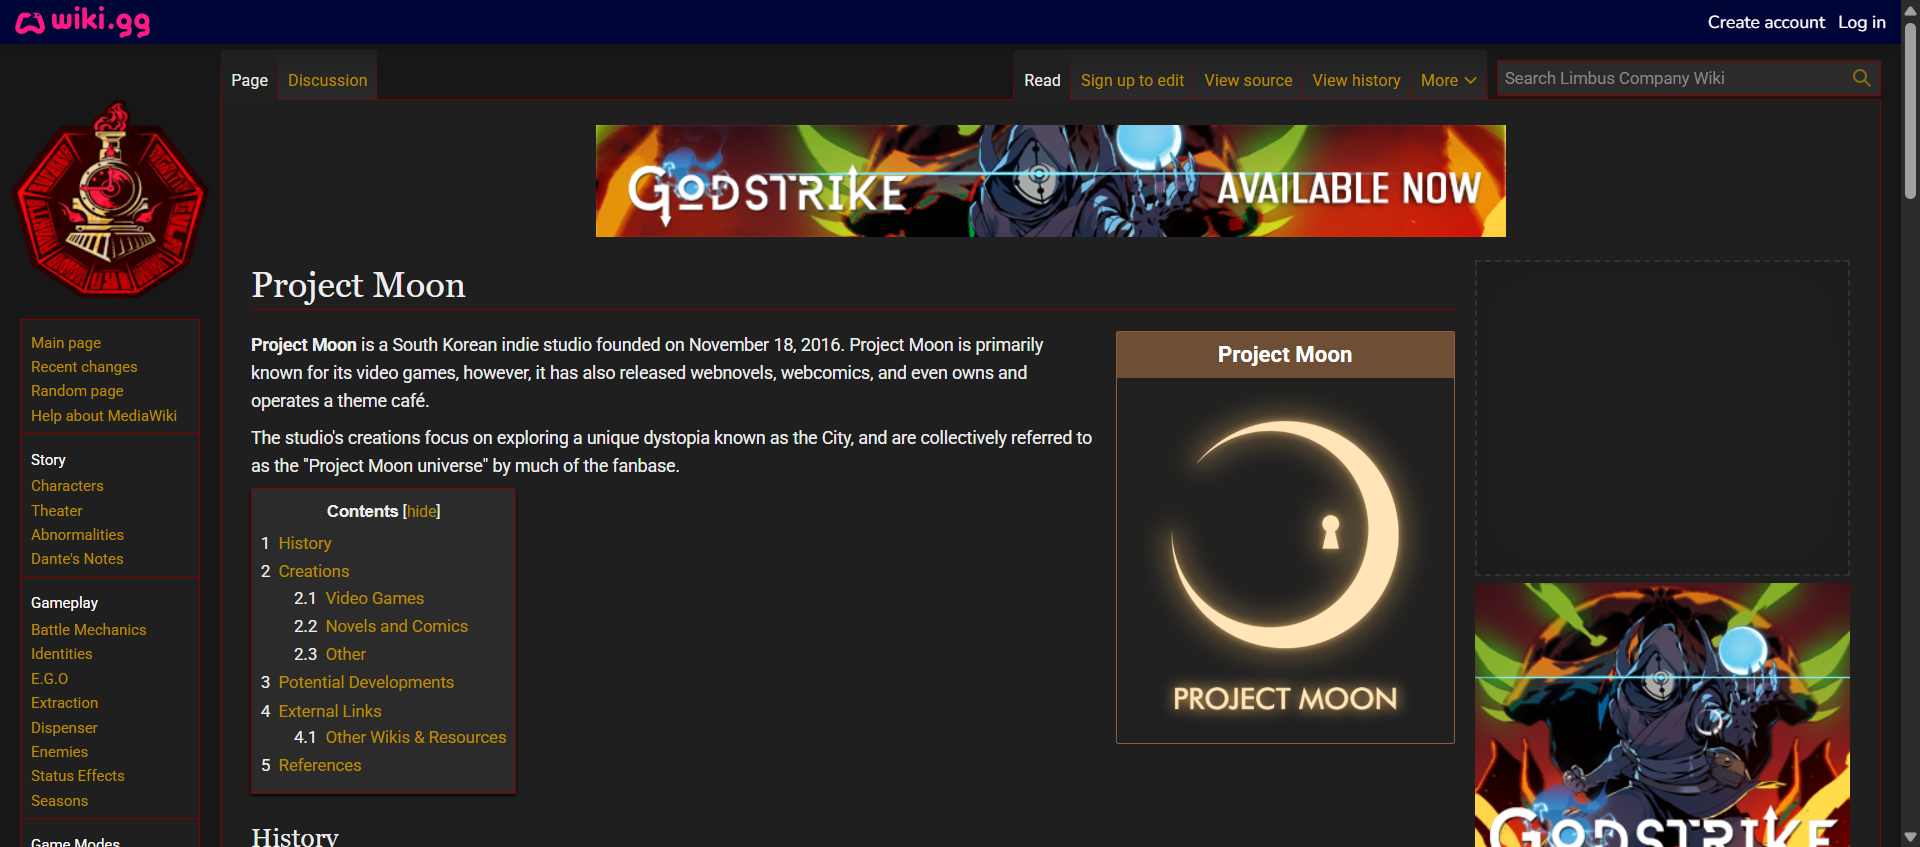 wiki.gg
Create account
Log in
Page
Discussion
Read
Sign up to edit
View source
View history
More
Search Limbus Company Wiki
GODSTRIKE
AVAILABLE NOW
Main page
Recent changes
Random page
Help about MediaWiki
Story
Characters
Theater
Abnormalities
Dante's Notes
Gameplay
Battle Mechanics
Identities
E.G.O
Extraction
Dispenser
Enemies
Status Effects
Seasons
Game Modes
Project Moon
Project Moon is a South Korean indie studio founded on November 18, 2016. Project Moon is primarily
known for its video games, however, it has also released webnovels, webcomics, and even owns and
operates a theme café.
The studio's creations focus on exploring a unique dystopia known as the City, and are collectively referred to
as the "Project Moon universe" by much of the fanbase.
Contents [hide]
1 History
2 Creations
2.1 Video Games
2.2 Novels and Comics
2.3 Other
3 Potential Developments
4 External Links
4.1 Other Wikis & Resources
5 References
History
Project Moon
PROJECT MOON
GODSTRIKE